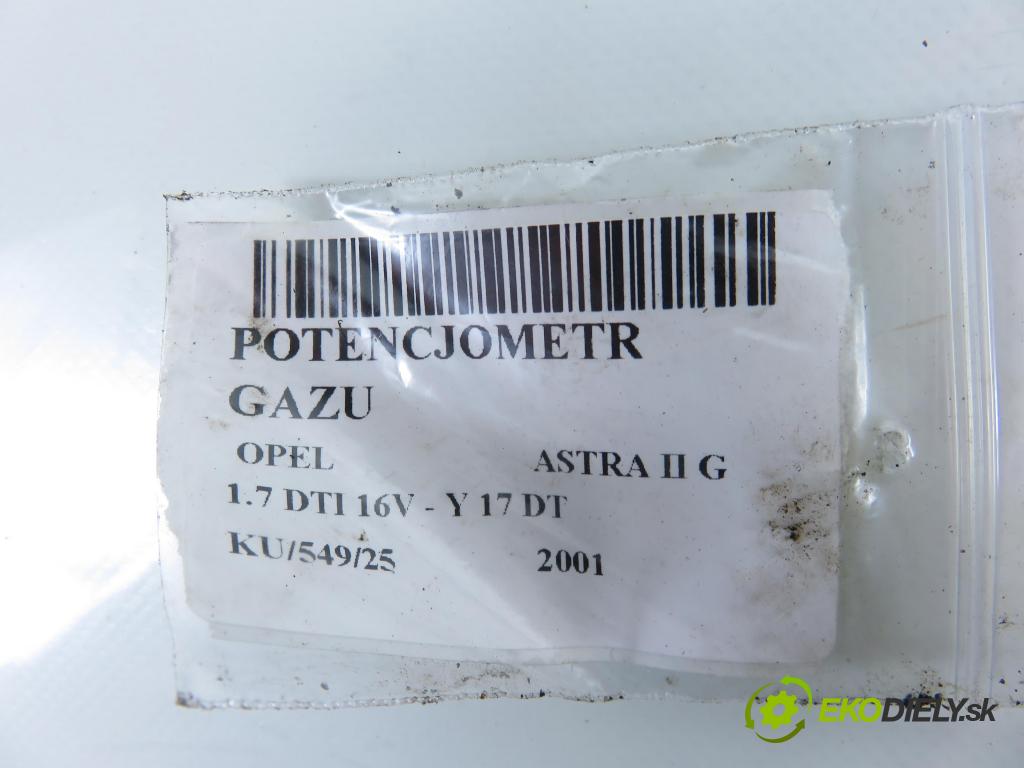 POTENCJOMETR
GAZU
OPEL ASTRA II G
1.7 DTI 16V - Y 17 DT
KU/549/25 2001
EKODIELY.sk